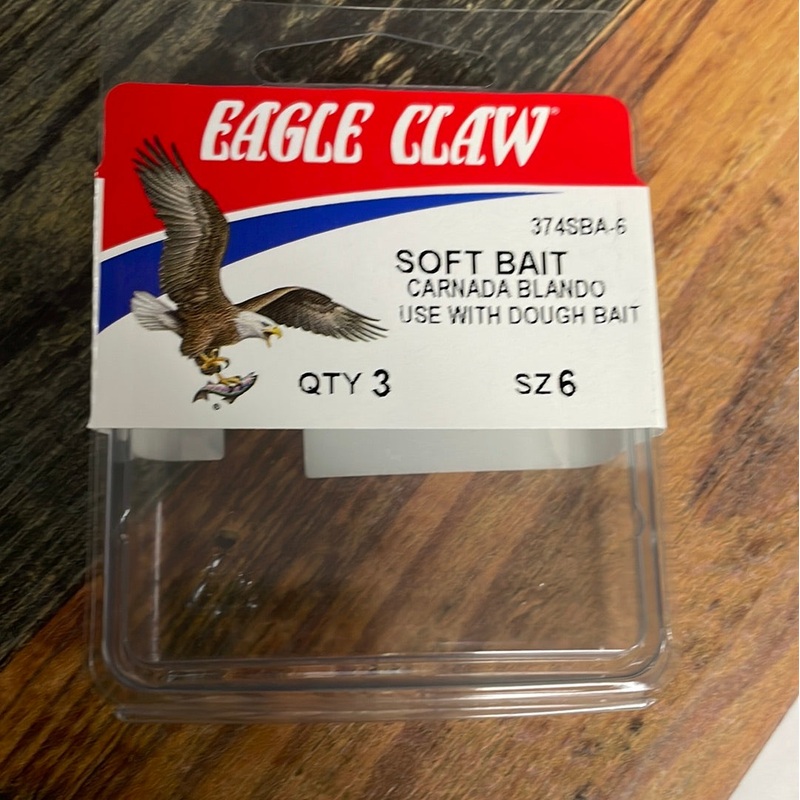 EAGLE CLAW
374SBA-6
SOFT BAIT
CARNADA BLANDO
USE WITH DOUGH BAIT
QTY 3 SZ 6